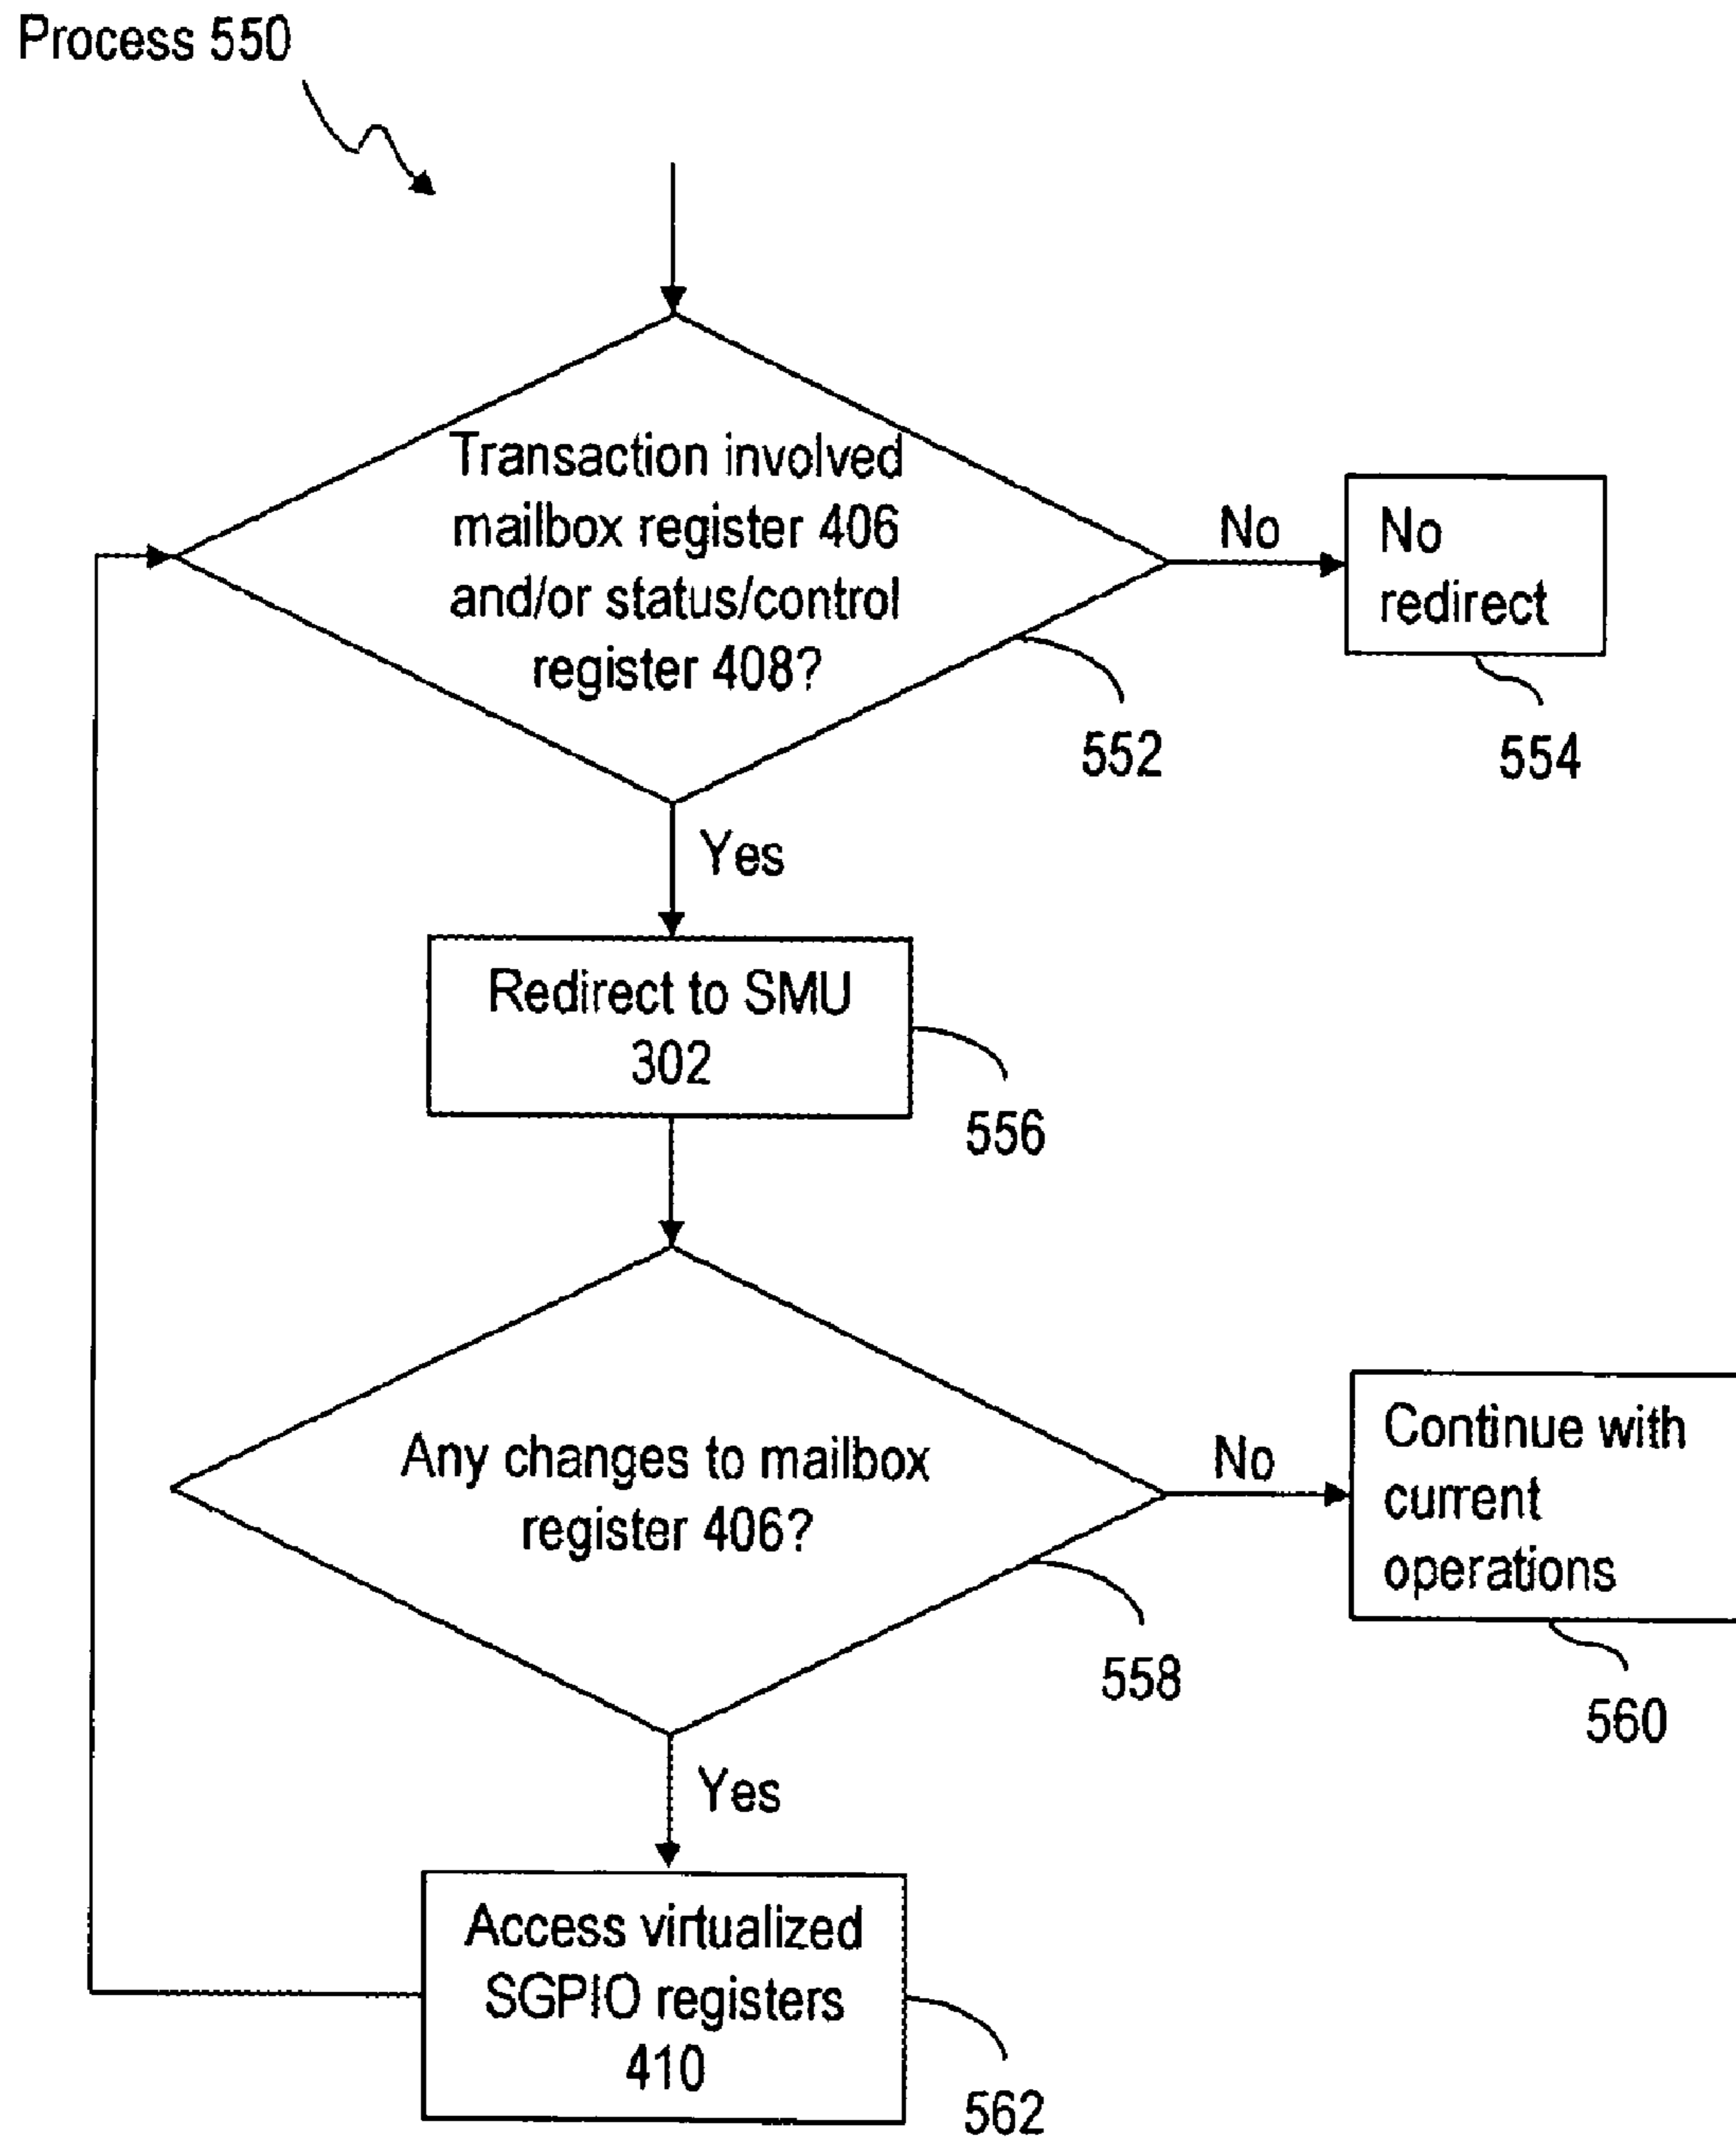 Process 550
Transaction involved
mailbox register 406
and/or status/control
register 408?
No
No
redirect
552
554
Yes
Redirect to SMU
302
556
Any changes to mailbox
register 406?
No
Continue with
current
operations
558
560
Yes
Access virtualized
SGPIO registers
410
562